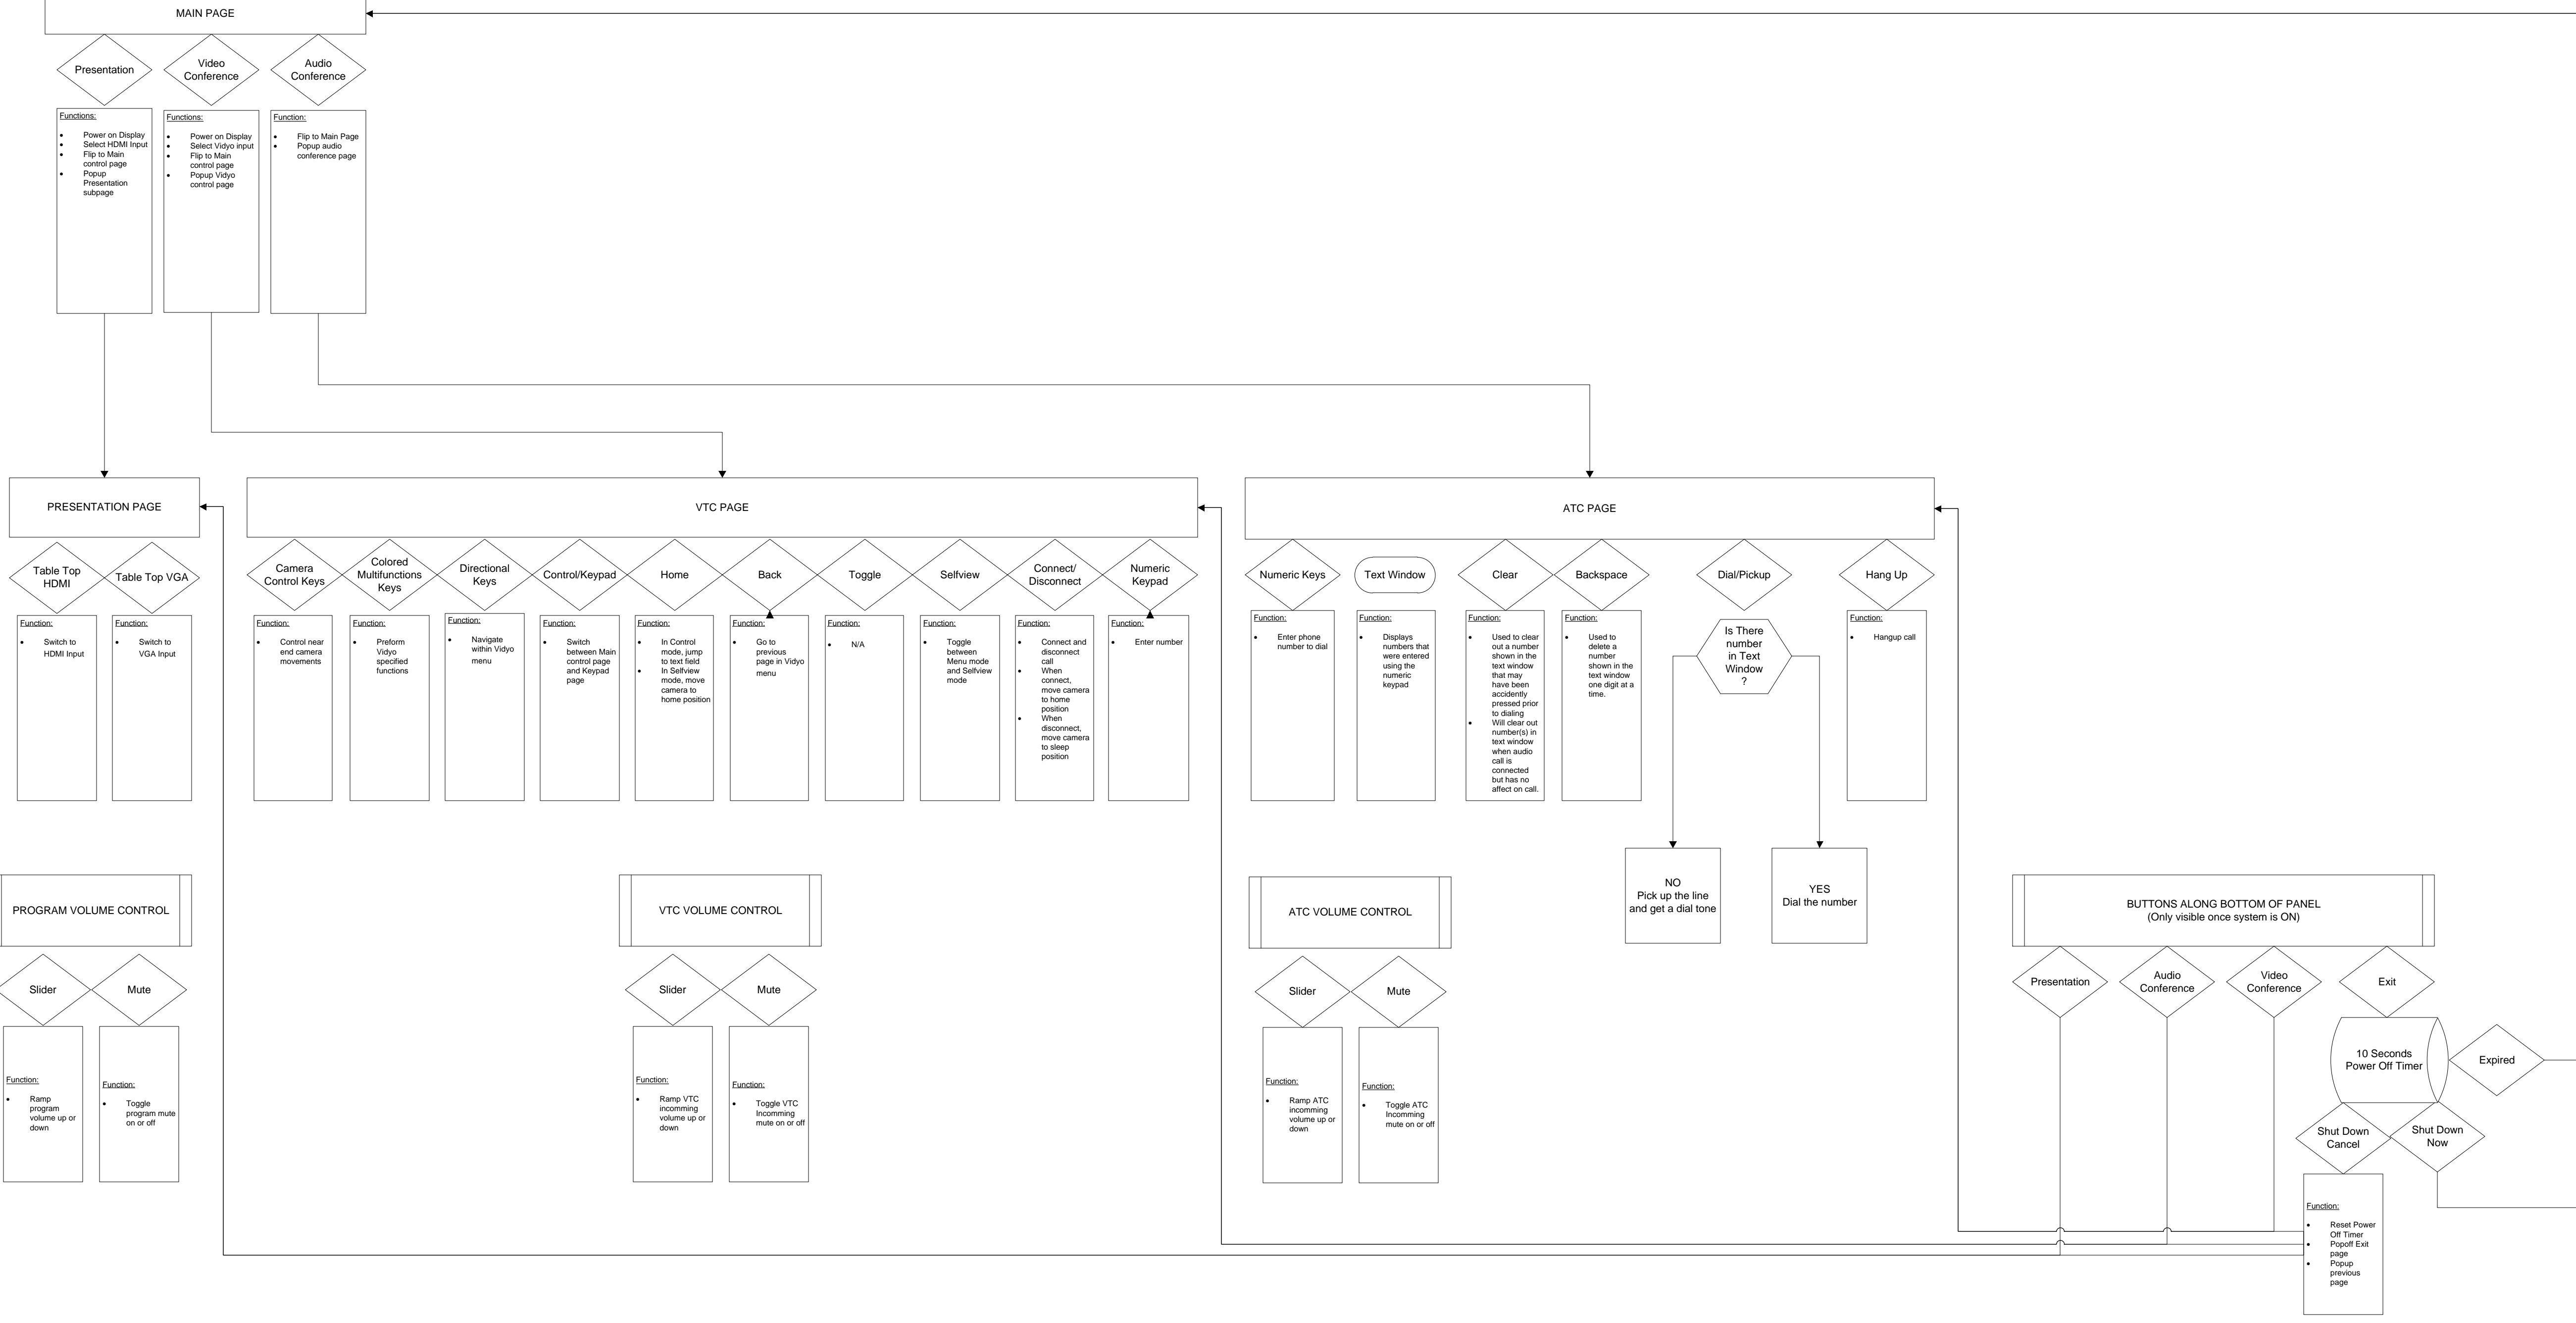 MAIN PAGE
Presentation
Video
Conference
Audio
Conference
Functions:
• Power on Display
• Select HDMI Input
• Flip to Main
control page
• Popup
Presentation
subpage
Functions:
• Power on Display
• Select Vidyo input
• Flip to Main
control page
• Popup Vidyo
control page
Function:
• Flip to Main Page
• Popup audio
conference page
PRESENTATION PAGE
Table Top
HDMI
Table Top VGA
Function:
• Switch to
HDMI Input
Function:
• Switch to
VGA Input
VTC PAGE
Camera
Control Keys
Colored
Multifunctions
Keys
Directional
Keys
Control/Keypad
Home
Back
Toggle
Selfview
Connect/
Disconnect
Numeric
Keypad
Function:
• Control near
end camera
movements
Function:
• Preform
Vidyo
specified
functions
Function:
• Navigate
within Vidyo
menu
Function:
• Switch
between Main
control page
and Keypad
page
Function:
• In Control
mode, jump
to text field
• In Selfview
mode, move
camera to
home position
Function:
• Go to
previous
page in Vidyo
menu
Function:
• N/A
Function:
• Toggle
between
Menu mode
and Selfview
mode
Function:
• Connect and
disconnect
call
• When
connect,
move camera
to home
position
• When
disconnect,
move camera
to sleep
position
Function:
• Enter number
ATC PAGE
Numeric Keys
Text Window
Clear
Backspace
Dial/Pickup
Hang Up
Function:
• Enter phone
number to dial
Function:
• Displays
numbers that
were entered
using the
numeric
keypad
Function:
• Used to clear
out a number
shown in the
text window
that may
have been
accidently
pressed prior
to dialing
• Will clear out
number(s) in
text window
when audio
call is
connected
but has no
affect on call.
Function:
• Used to
delete a
number
shown in the
text window
one digit at a
time.
Is There
number
in Text
Window
?
Function:
• Hangup call
NO
Pick up the line
and get a dial tone
YES
Dial the number
PROGRAM VOLUME CONTROL
Slider
Mute
Function:
• Ramp
program
volume up or
down
Function:
• Toggle
program mute
on or off
VTC VOLUME CONTROL
Slider
Mute
Function:
• Ramp VTC
incomming
volume up or
down
Function:
• Toggle VTC
Incomming
mute on or off
ATC VOLUME CONTROL
Slider
Mute
Function:
• Ramp ATC
incomming
volume up or
down
Function:
• Toggle ATC
Incomming
mute on or off
BUTTONS ALONG BOTTOM OF PANEL
(Only visible once system is ON)
Presentation
Audio
Conference
Video
Conference
Exit
10 Seconds
Power Off Timer
Expired
Shut Down
Cancel
Shut Down
Now
Function:
• Reset Power
Off Timer
• Popoff Exit
page
• Popup
previous
page